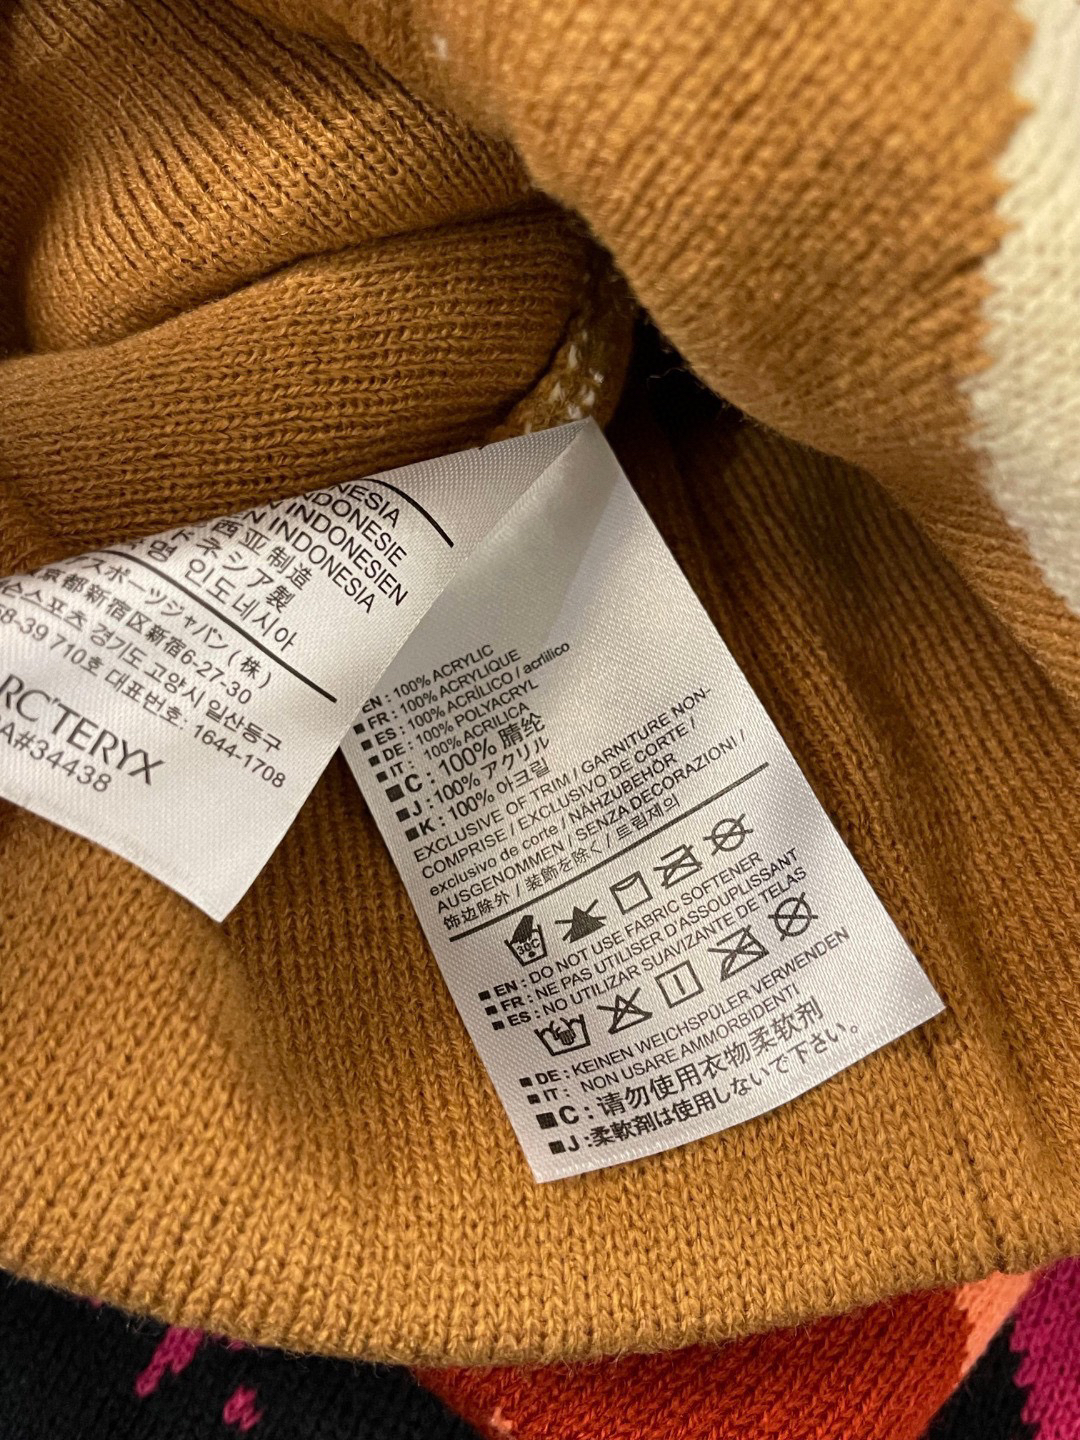 INDONESIE
INDONESIEN
INDONESIA
西亚制造
ネシア製
인도네시아
スポーツジャパン(株)
京都新宿区新宿6-27-30
스포츠 경기도 고양시 일산동구
68-39 710호 대표번호: 1644-1708
RC'TERYX
A#34438
EN : 100% ACRYLIC
■ FR : 100% ACRYLIQUE
■ ES : 100% ACRÍLICO / acrílico
■ DE : 100% POLYACRYL
■ IT : 100% ACRILICA
■ C : 100% 腈纶
■ J : 100% アクリル
■ K : 100% 아크릴
EXCLUSIVE OF TRIM / GARNITURE NON-
COMPRISE / EXCLUSIVO DE CORTE /
exclusivo de corte / NÄHZUBEHÖR
AUSGENOMMEN / SENZA DECORAZIONI /
饰边除外 / 装飾を除く / 트림제의
30C
■ EN : DO NOT USE FABRIC SOFTENER
■ FR : NE PAS UTILISER D'ASSOUPLISSANT
■ ES : NO UTILIZAR SUAVIZANTE DE TELAS
■ DE : KEINEN WEICHSPÜLER VERWENDEN
■ IT : NON USARE AMMORBIDENTI
■ C : 请勿使用衣物柔软剂
■ J : 柔軟剤は使用しないで下さい。